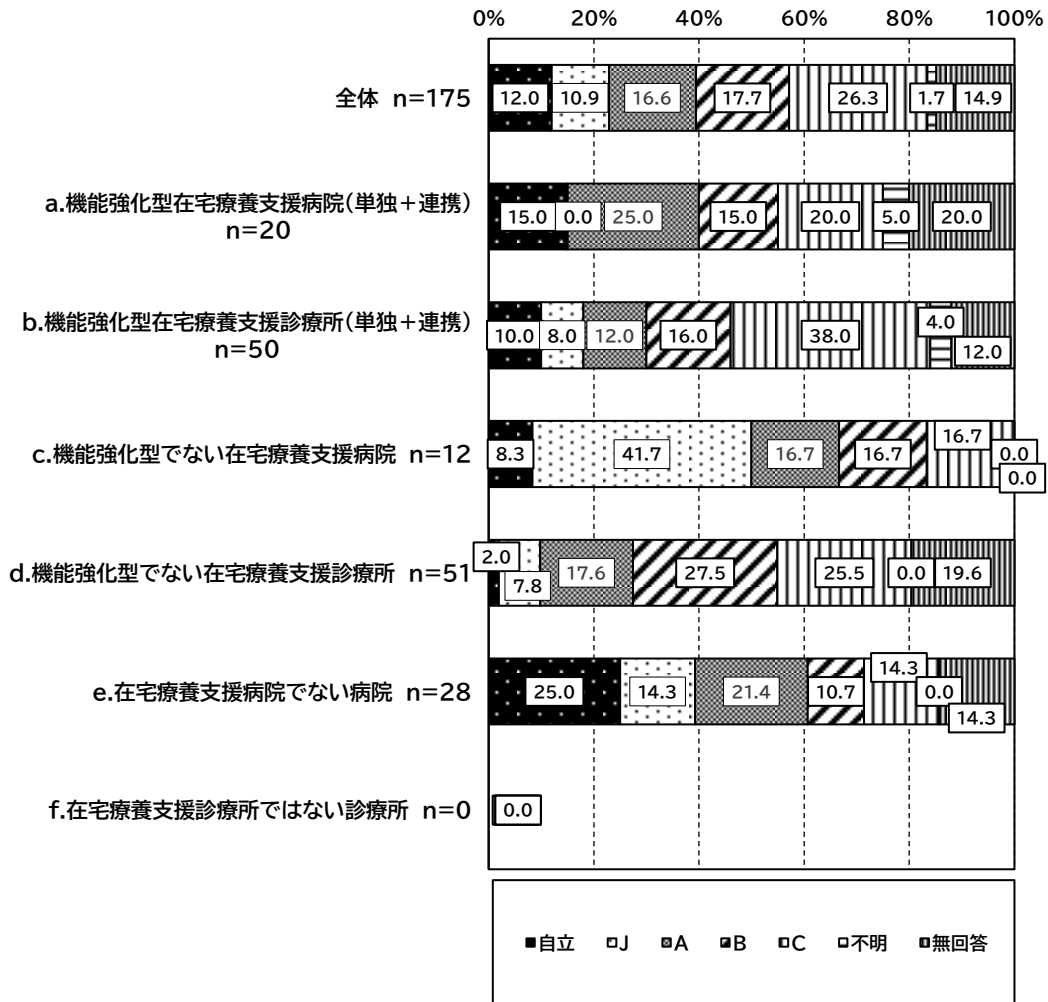 0% 20% 40% 60% 80% 100%
全体 n=175
12.0 10.9 16.6 17.7 26.3 1.7 14.9
a.機能強化型在宅療養支援病院(単独+連携)
n=20
15.0 0.0 25.0 15.0 20.0 5.0 20.0
b.機能強化型在宅療養支援診療所(単独+連携)
n=50
10.0 8.0 12.0 16.0 38.0 4.0 12.0
c.機能強化型でない在宅療養支援病院 n=12
8.3 41.7 16.7 16.7 16.7 0.0 0.0
d.機能強化型でない在宅療養支援診療所 n=51
2.0 7.8 17.6 27.5 25.5 0.0 19.6
e.在宅療養支援病院でない病院 n=28
25.0 14.3 21.4 10.7 14.3 0.0 14.3
f.在宅療養支援診療所ではない診療所 n=0
0.0
自立 J A B C 不明 無回答